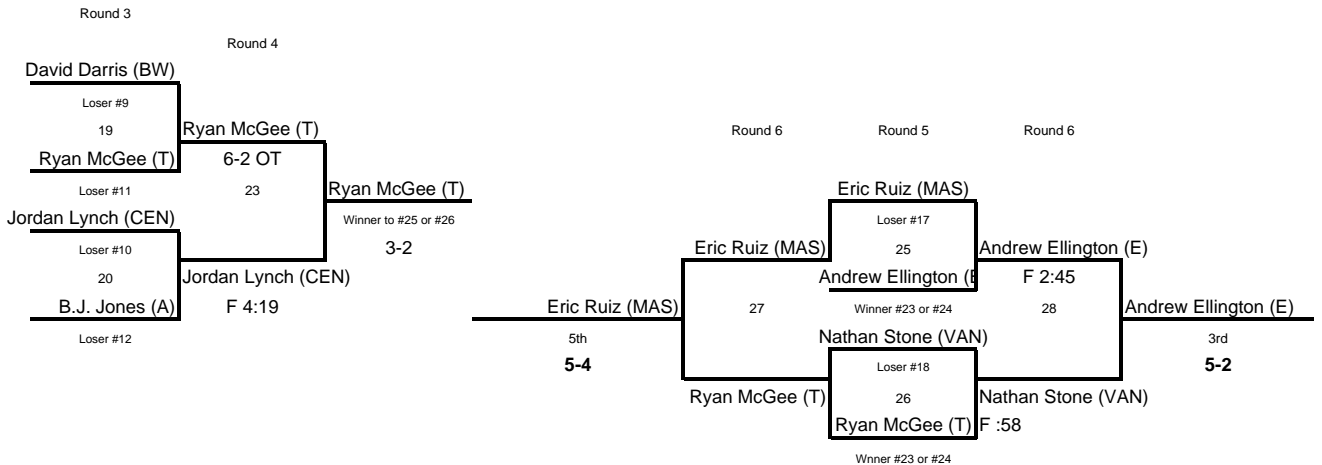 Round 3
Round 4
David Darris (BW)
Loser #9
19
Ryan McGee (T)
Ryan McGee (T)
6-2 OT
Loser #11
23
Jordan Lynch (CEN)
Loser #10
20
Jordan Lynch (CEN)
B.J. Jones (A)
F 4:19
Loser #12
Ryan McGee (T)
Winner to #25 or #26
3-2
Round 6
Round 5
Round 6
Eric Ruiz (MAS)
Loser #17
Eric Ruiz (MAS)
25
Andrew Ellington (E)
Andrew Ellington (E
F 2:45
Eric Ruiz (MAS)
27
Winner #23 or #24
28
Andrew Ellington (E)
5th
Nathan Stone (VAN)
3rd
5-4
Loser #18
5-2
Ryan McGee (T)
26
Nathan Stone (VAN)
Ryan McGee (T)
F :58
Wnner #23 or #24